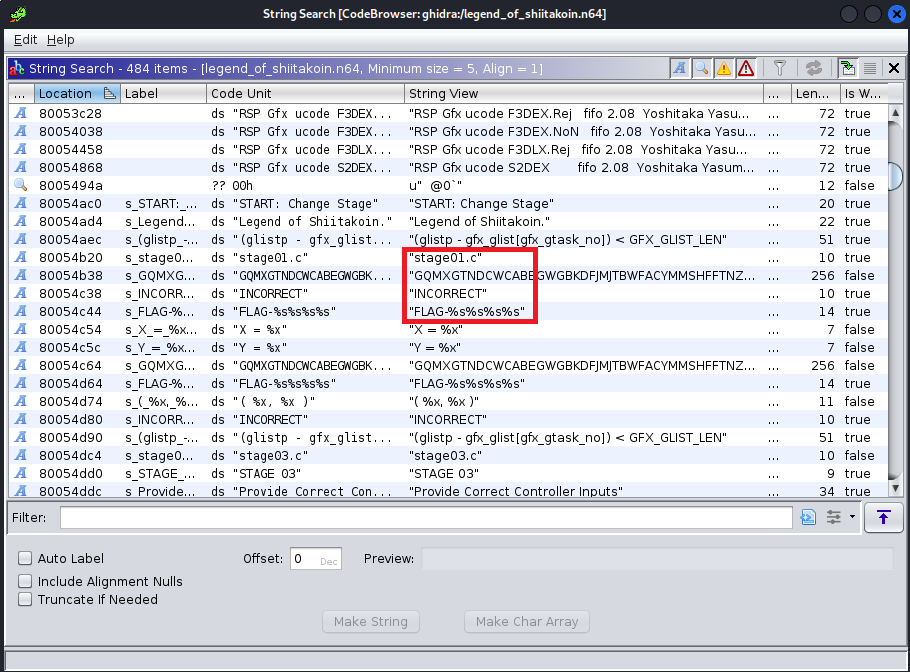 String Search [CodeBrowser: ghidra:/legend_of_shiitakoin.n64]
Edit Help
String Search - 484 items - [legend_of_shiitakoin.n64, Minimum size = 5, Align = 1]
... Location Label Code Unit String View ... Len... Is W...
A 80053c28 ds "RSP Gfx ucode F3DEX... "RSP Gfx ucode F3DEX.Rej fifo 2.08 Yoshitaka Yasu... ... 72 true
A 80054038 ds "RSP Gfx ucode F3DEX... "RSP Gfx ucode F3DEX.NoN fifo 2.08 Yoshitaka Yasu... ... 72 true
A 80054458 ds "RSP Gfx ucode F3DLX... "RSP Gfx ucode F3DLX.Rej fifo 2.08 Yoshitaka Yasu... ... 72 true
A 80054868 ds "RSP Gfx ucode S2DEX... "RSP Gfx ucode S2DEX fifo 2.08 Yoshitaka Yasum... ... 72 true
8005494a ?? 00h u" @0`" ... 12 false
A 80054ac0 s_START:_... ds "START: Change Stage" "START: Change Stage" ... 20 true
A 80054ad4 s_Legend... ds "Legend of Shiitakoin." "Legend of Shiitakoin." ... 22 true
A 80054aec s_(glistp_-... ds "(glistp - gfx_glist... "(glistp - gfx_glist[gfx_gtask_no]) < GFX_GLIST_LEN" ... 51 true
A 80054b20 s_stage0... ds "stage01.c" "stage01.c" ... 10 true
A 80054b38 s_GQMXG... ds "GQMXGTNDCWCABEGWGBK... "GQMXGTNDCWCABEGWGBKDFJMJTBWFACYMMSHFFTNZ... ... 256 false
A 80054c38 s_INCORR... ds "INCORRECT" "INCORRECT" ... 10 true
A 80054c44 s_FLAG-%... ds "FLAG-%s%s%s%s" "FLAG-%s%s%s%s" ... 14 true
A 80054c54 s_X_=_%x... ds "X = %x" "X = %x" ... 7 false
A 80054c5c s_Y_=_%x... ds "Y = %x" "Y = %x" ... 7 false
A 80054c64 s_GQMXG... ds "GQMXGTNDCWCABEGWGBK... "GQMXGTNDCWCABEGWGBKDFJMJTBWFACYMMSHFFTNZ... ... 256 false
A 80054d64 s_FLAG-%... ds "FLAG-%s%s%s%s" "FLAG-%s%s%s%s" ... 14 true
A 80054d74 s_(_%x,_%... ds "( %x, %x )" "( %x, %x )" ... 11 false
A 80054d80 s_INCORR... ds "INCORRECT" "INCORRECT" ... 10 true
A 80054d90 s_(glistp_-... ds "(glistp - gfx_glist... "(glistp - gfx_glist[gfx_gtask_no]) < GFX_GLIST_LEN" ... 51 true
A 80054dc4 s_stage0... ds "stage03.c" "stage03.c" ... 10 false
A 80054dd0 s_STAGE_... ds "STAGE 03" "STAGE 03" ... 9 true
A 80054ddc s_Provide... ds "Provide Correct Con... "Provide Correct Controller Inputs" ... 34 true
Filter:
Auto Label Offset: 0 Dec Preview:
Include Alignment Nulls
Truncate If Needed
Make String Make Char Array